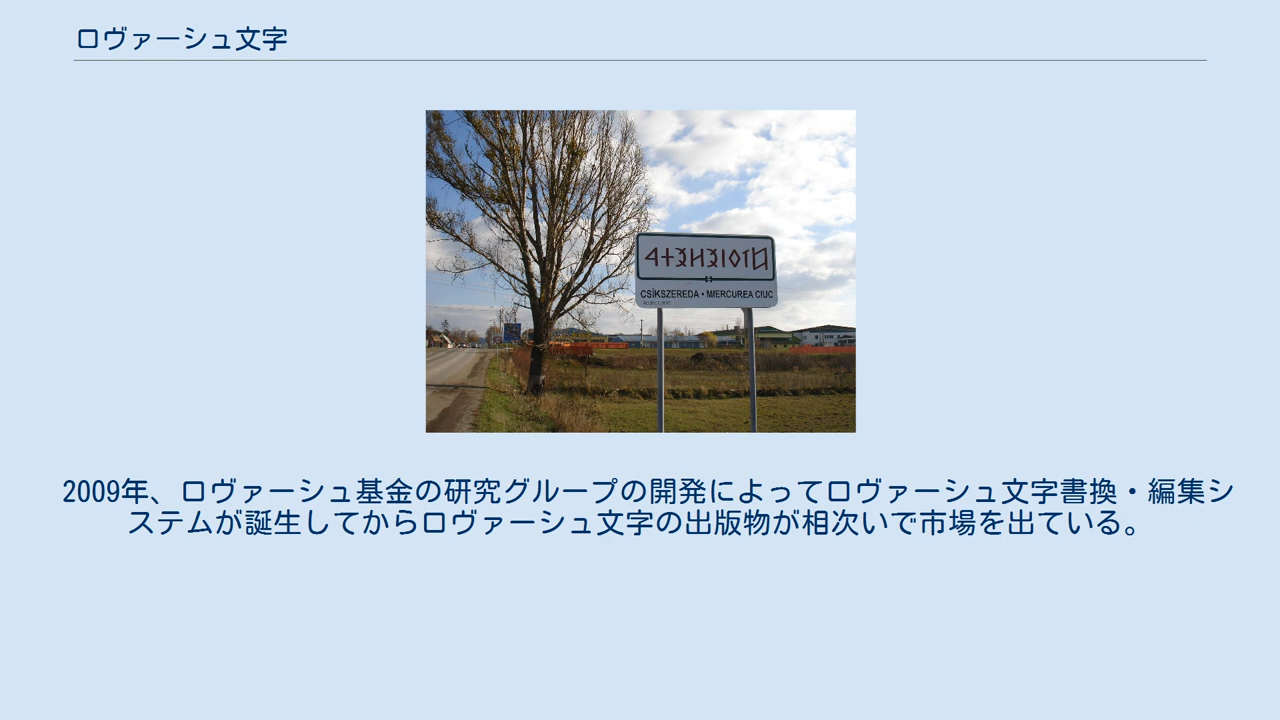 ロヴァーシュ文字
CSÍKSZEREDA • MIERCUREA CIUC
2009年、ロヴァーシュ基金の研究グループの開発によってロヴァーシュ文字書換・編集シ
ステムが誕生してからロヴァーシュ文字の出版物が相次いで市場を出ている。